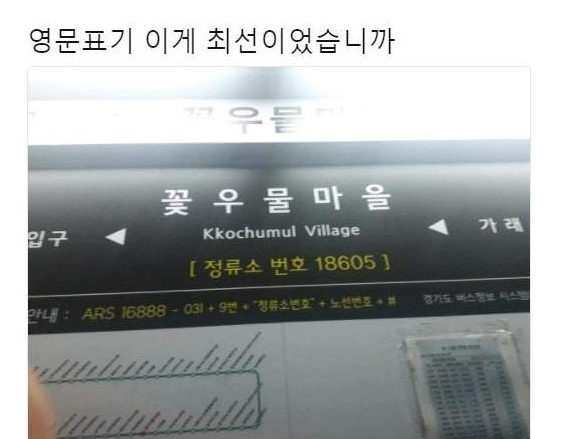 영문표기 이게 최선이었습니까
꽃우물마
꽃우물마을
입구 ◀ Kkochumul Village ◀ 가래
[ 정류소 번호 18605 ]
안내 : ARS 16888 - 031 + 9번 + "정류소번호" + 노선번호 + # 경기도 버스정보 시스템